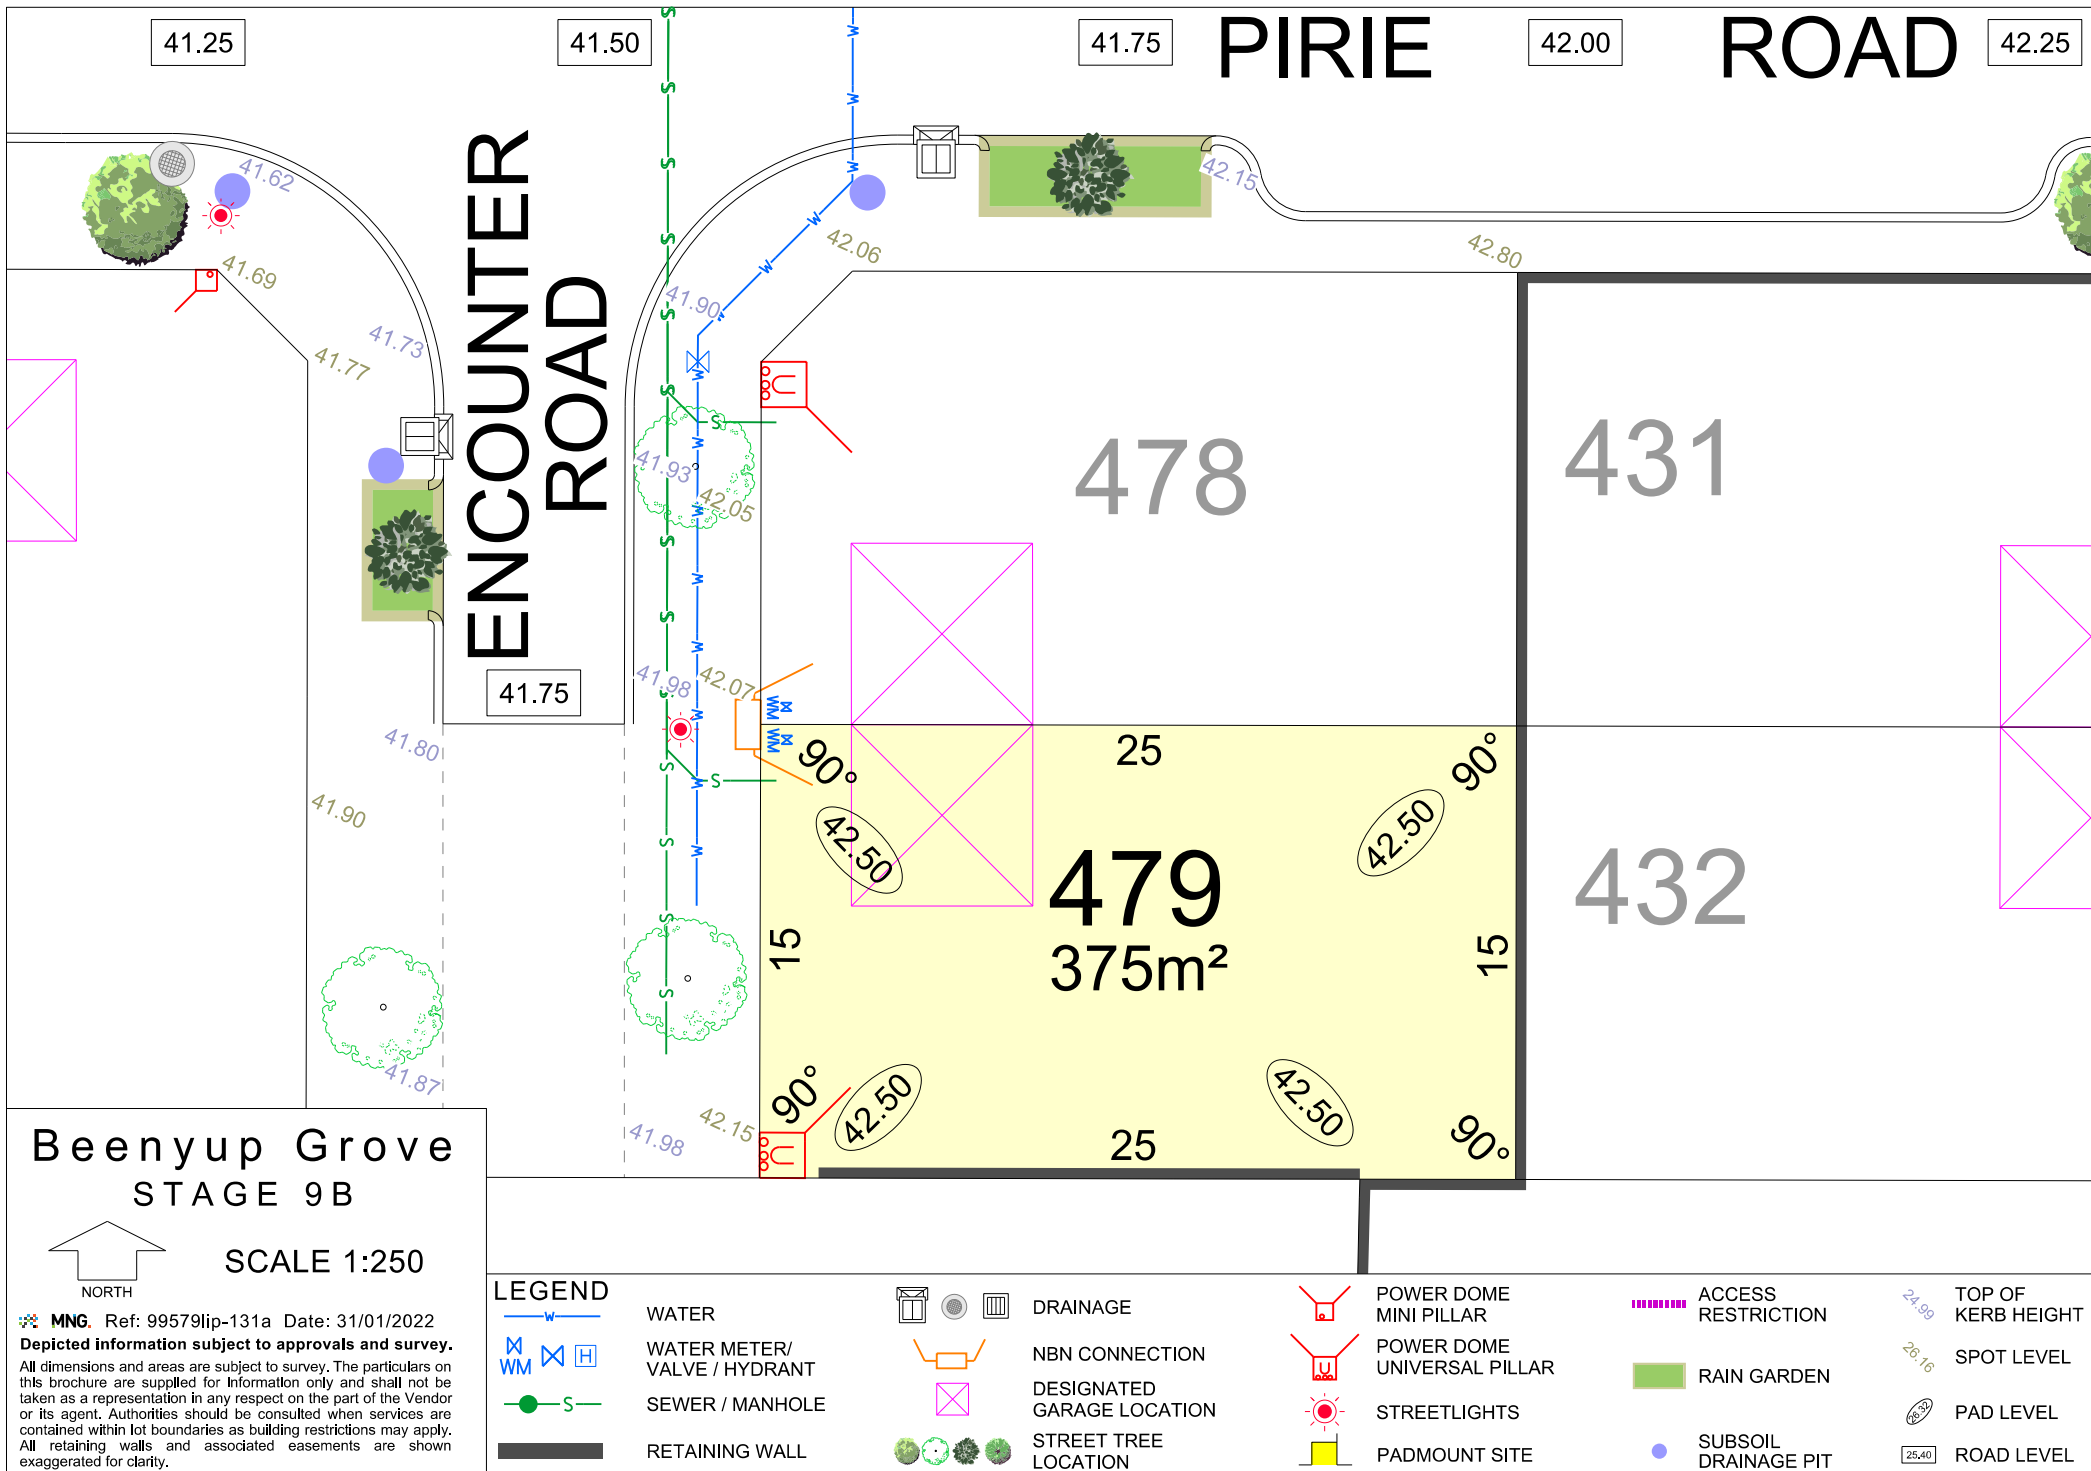 41.25
41.50
41.75
PIRIE
42.00
ROAD
42.25
41.62
42.15
41.69
42.06
42.80
ENCOUNTER
ROAD
41.90
41.73
41.77
478
431
41.93
42.05
41.75
41.98
42.07
WM
WM
41.80
41.90
90°
25
90°
42.50
42.50
479
375m²
432
15
15
41.87
90°
42.50
42.50
90°
42.15
41.98
25
Beenyup Grove
STAGE 9B
NORTH
SCALE 1:250
MNG. Ref: 99579lip-131a Date: 31/01/2022
Depicted information subject to approvals and survey.
All dimensions and areas are subject to survey. The particulars on
this brochure are supplied for information only and shall not be
taken as a representation in any respect on the part of the Vendor
or its agent. Authorities should be consulted when services are
contained within lot boundaries as building restrictions may apply.
All retaining walls and associated easements are shown
exaggerated for clarity.
LEGEND
W WATER
WM H WATER METER/
VALVE / HYDRANT
S SEWER / MANHOLE
RETAINING WALL
DRAINAGE
NBN CONNECTION
DESIGNATED
GARAGE LOCATION
STREET TREE
LOCATION
POWER DOME
MINI PILLAR
U POWER DOME
UNIVERSAL PILLAR
STREETLIGHTS
PADMOUNT SITE
ACCESS
RESTRICTION
RAIN GARDEN
SUBSOIL
DRAINAGE PIT
24.99 TOP OF
KERB HEIGHT
26.16 SPOT LEVEL
26.32 PAD LEVEL
25.40 ROAD LEVEL